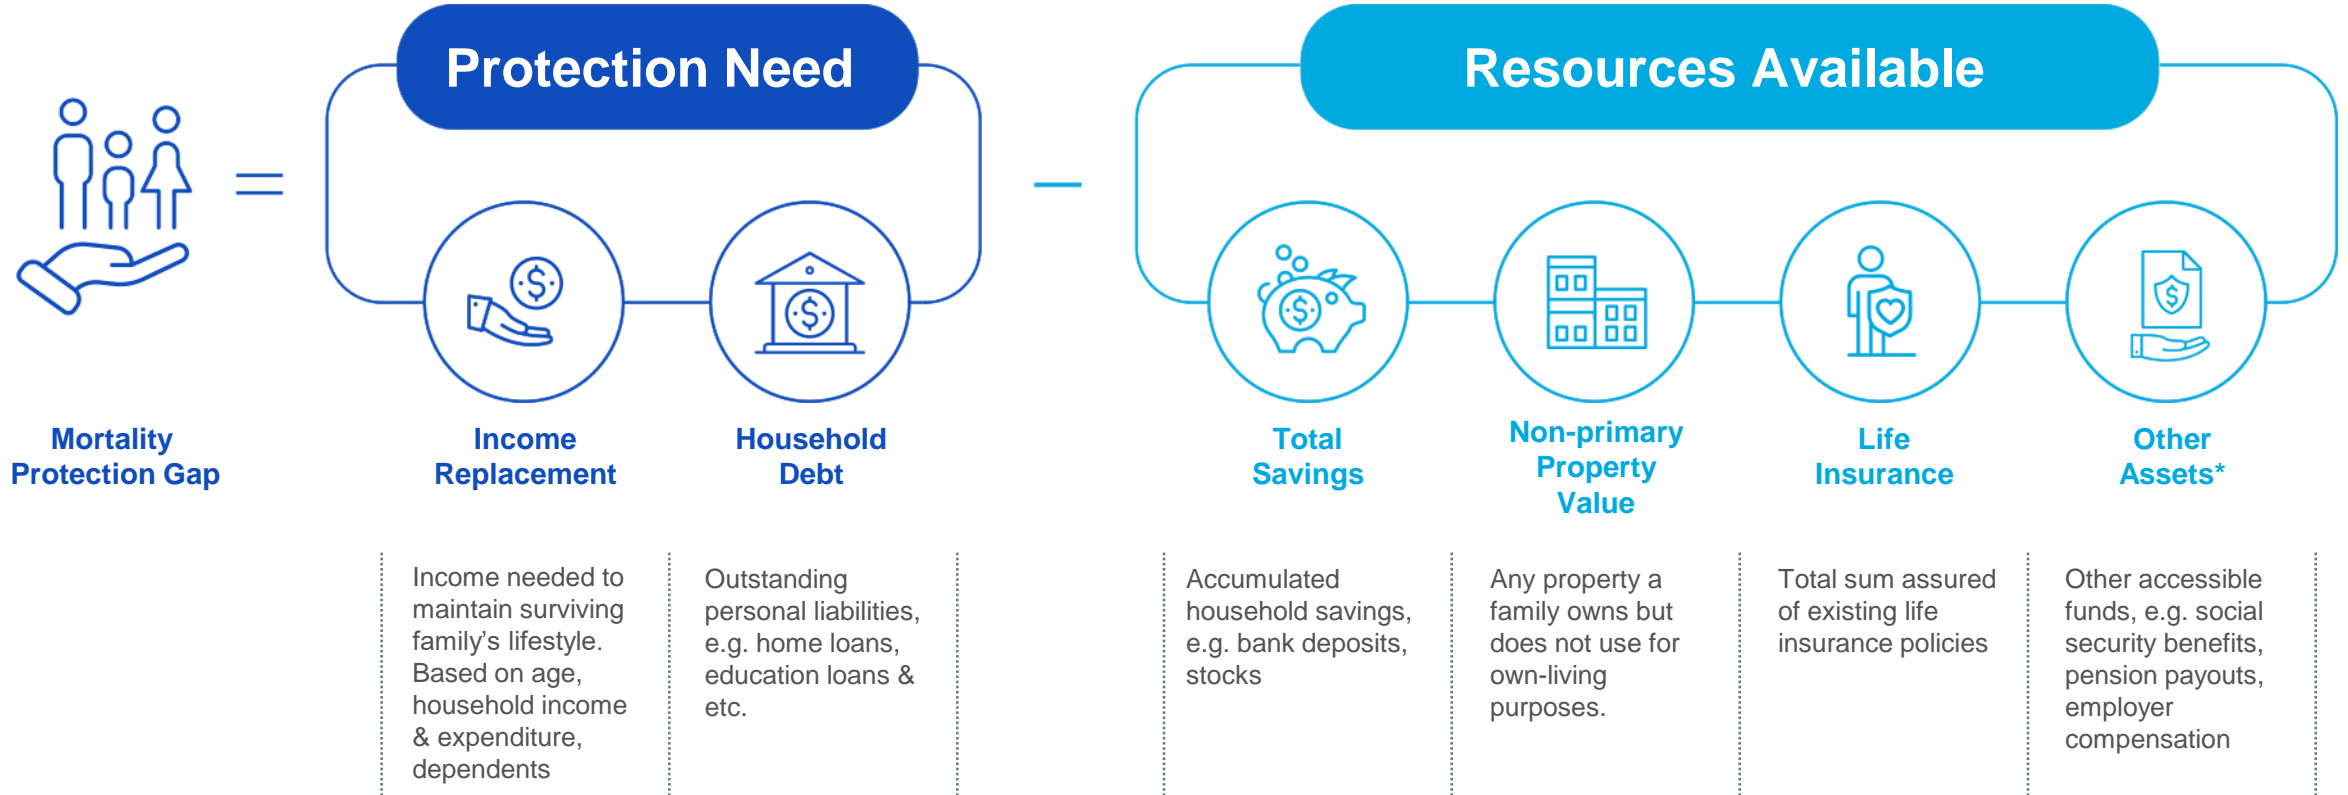 Protection Need
Resources Available
=
−
Mortality
Protection Gap
Income
Replacement
Household
Debt
Total
Savings
Non-primary
Property
Value
Life
Insurance
Other
Assets*
Income needed to
maintain surviving
family’s lifestyle.
Based on age,
household income
& expenditure,
dependents
Outstanding
personal liabilities,
e.g. home loans,
education loans &
etc.
Accumulated
household savings,
e.g. bank deposits,
stocks
Any property a
family owns but
does not use for
own-living
purposes.
Total sum assured
of existing life
insurance policies
Other accessible
funds, e.g. social
security benefits,
pension payouts,
employer
compensation